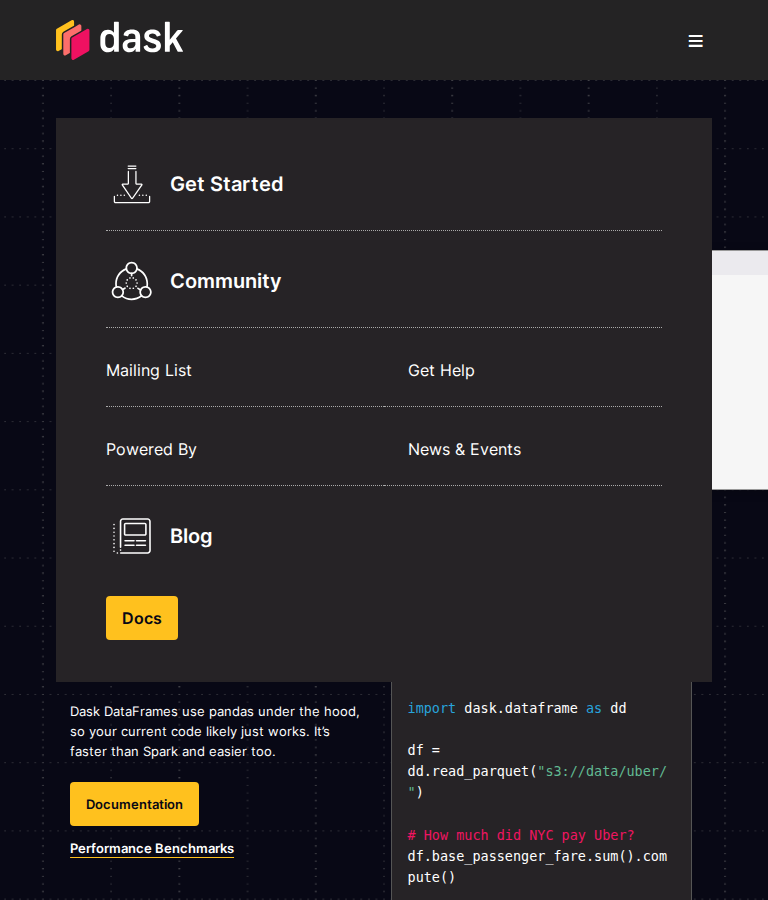 dask
Get Started
Community
Mailing List
Get Help
Powered By
News & Events
Blog
Docs
Dask DataFrames use pandas under the hood,
so your current code likely just works. It's
faster than Spark and easier too.
Documentation
Performance Benchmarks
import dask.dataframe as dd
df =
dd.read_parquet("s3://data/uber/
")
# How much did NYC pay Uber?
df.base_passenger_fare.sum().com
pute()